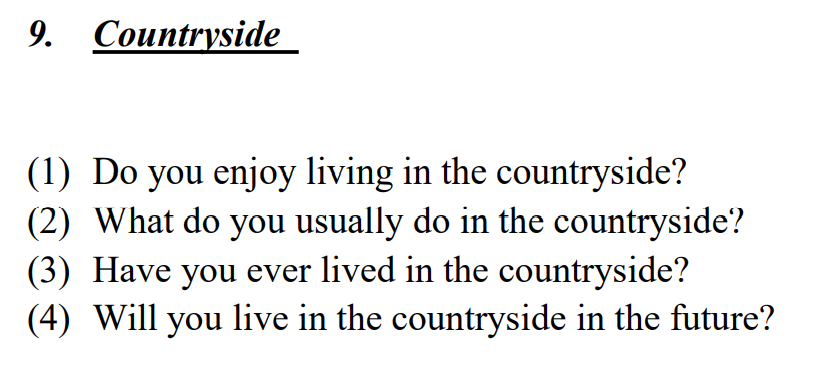 9. Countryside
(1) Do you enjoy living in the countryside?
(2) What do you usually do in the countryside?
(3) Have you ever lived in the countryside?
(4) Will you live in the countryside in the future?